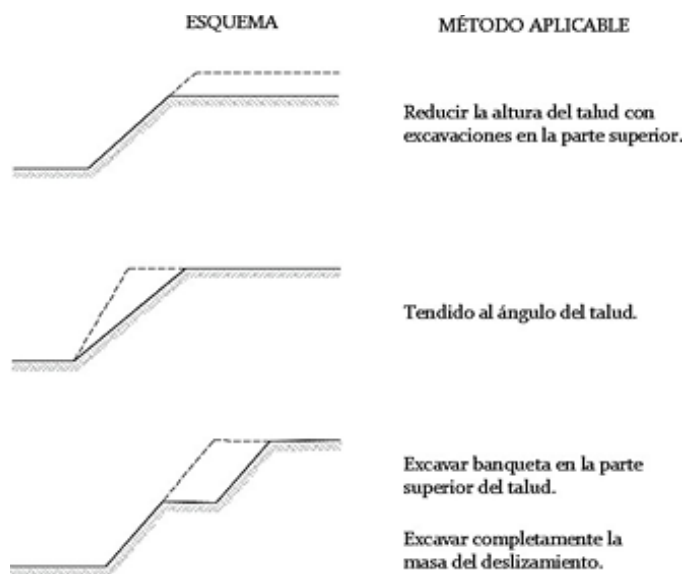 ESQUEMA
MÉTODO APLICABLE
Reducir la altura del talud con
excavaciones en la parte superior.
Tendido al ángulo del talud.
Excavar banqueta en la parte
superior del talud.
Excavar completamente la
masa del deslizamiento.